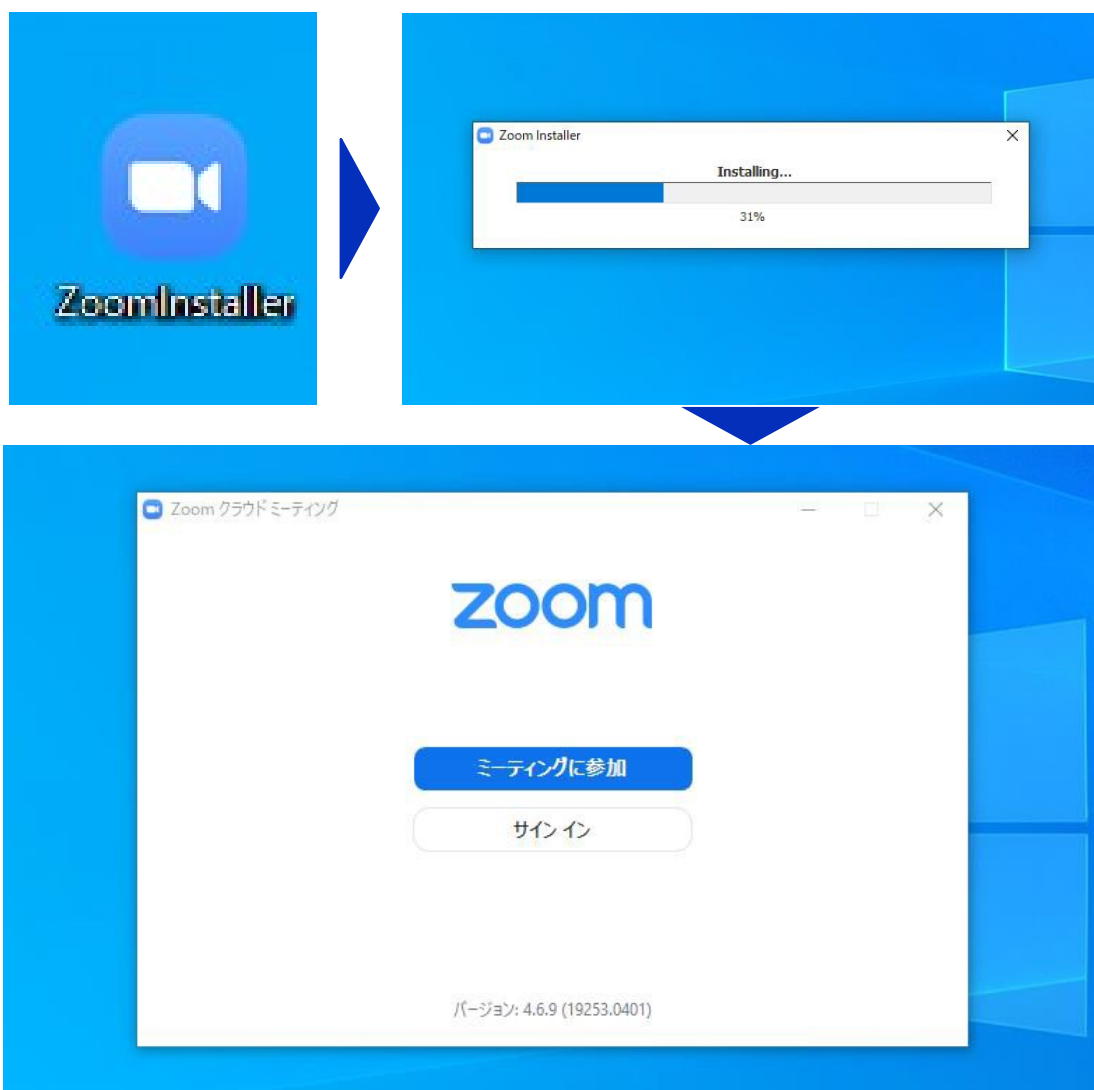 ZoomInstaller
Zoom Installer
Installing...
31%
Zoom クラウド ミーティング
zoom
ミーティングに参加
サイン イン
バージョン: 4.6.9 (19253.0401)